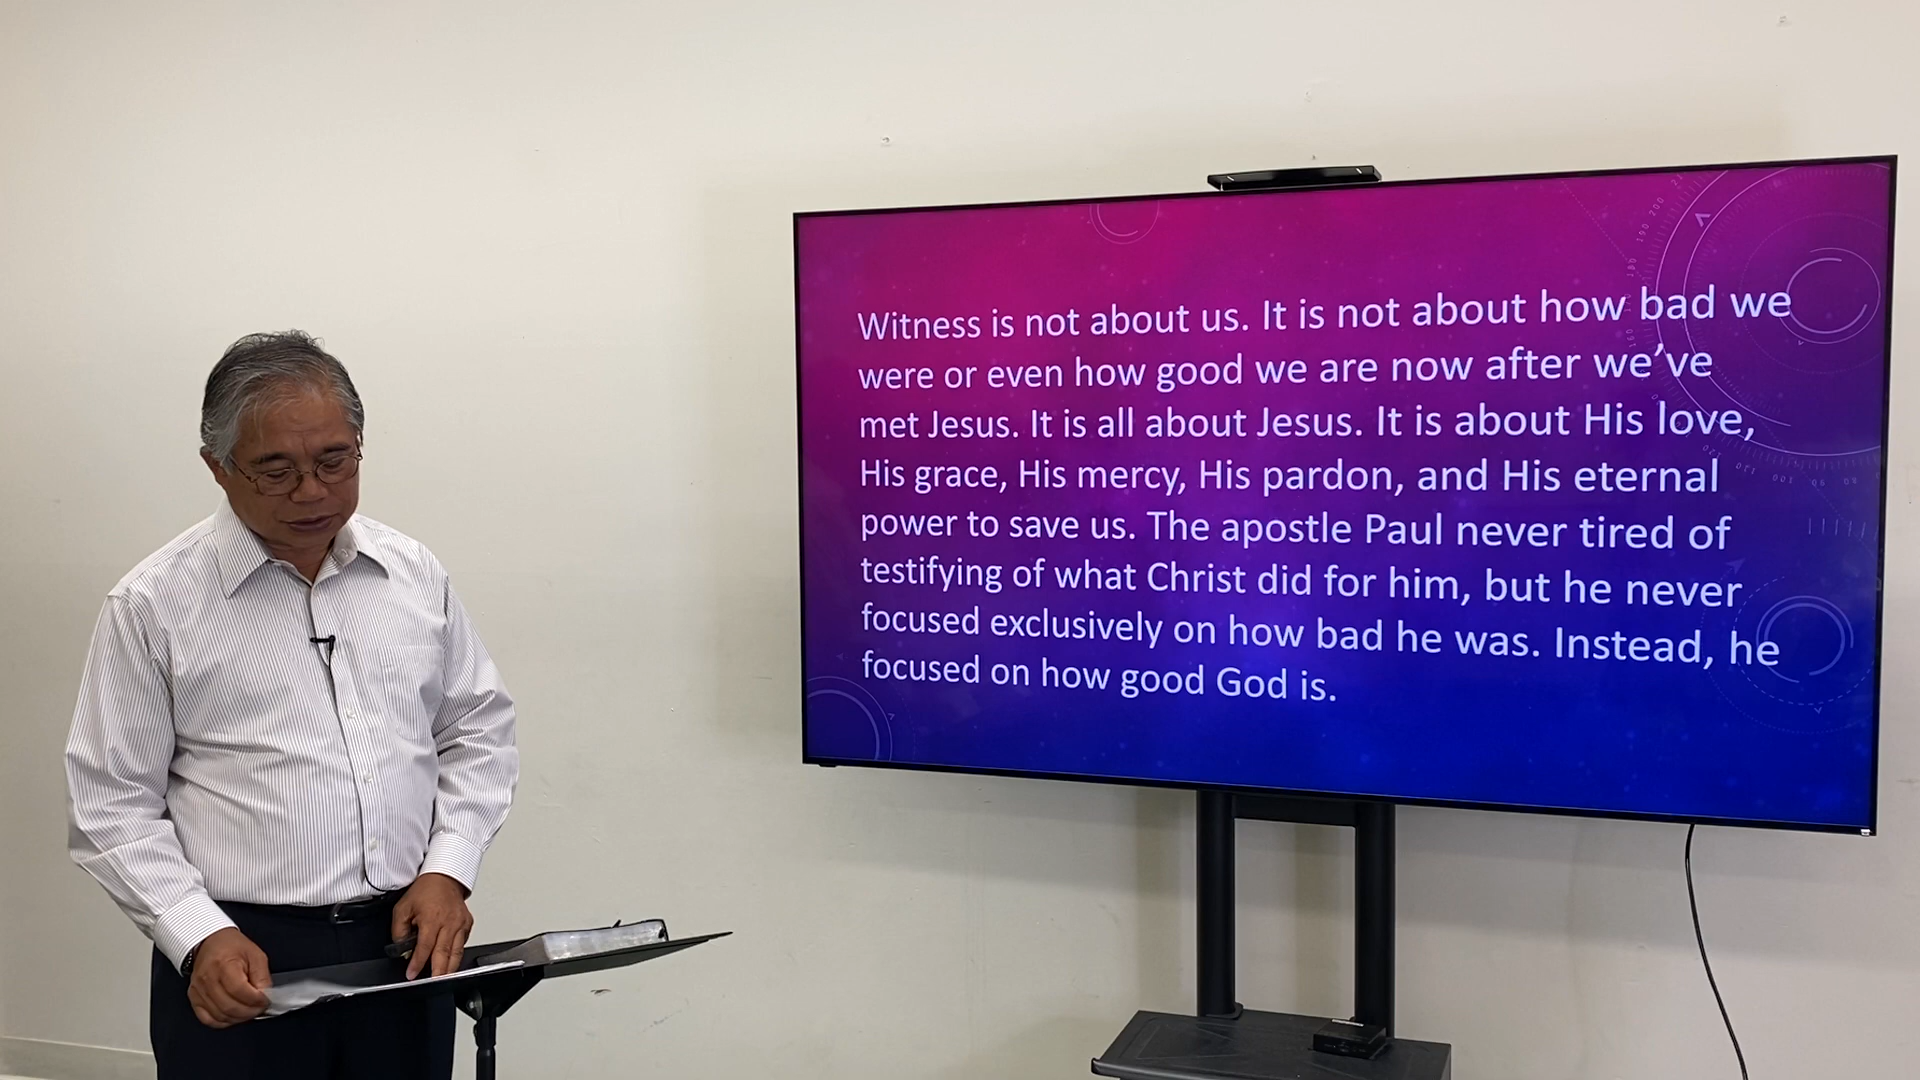 Witness is not about us. It is not about how bad we
were or even how good we are now after we've
met Jesus. It is all about Jesus. It is about His love,
His grace, His mercy, His pardon, and His eternal
power to save us. The apostle Paul never tired of
testifying of what Christ did for him, but he never
focused exclusively on how bad he was. Instead, he
focused on how good God is.